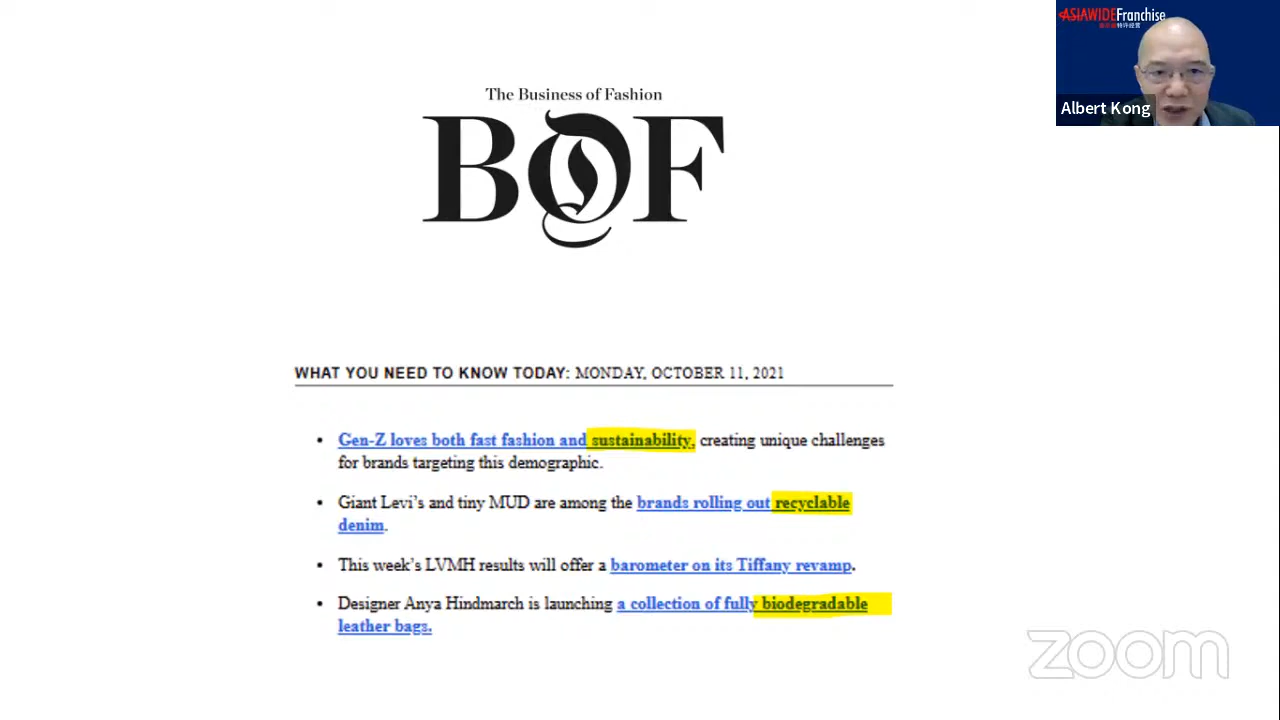 ASIAWIDE Franchise
Albert Kong
The Business of Fashion
BOF
WHAT YOU NEED TO KNOW TODAY: MONDAY, OCTOBER 11, 2021
• Gen-Z loves both fast fashion and sustainability, creating unique challenges
for brands targeting this demographic.
• Giant Levi's and tiny MUD are among the brands rolling out recyclable
denim.
• This week's LVMH results will offer a barometer on its Tiffany revamp.
• Designer Anya Hindmarch is launching a collection of fully biodegradable
leather bags.
zoom